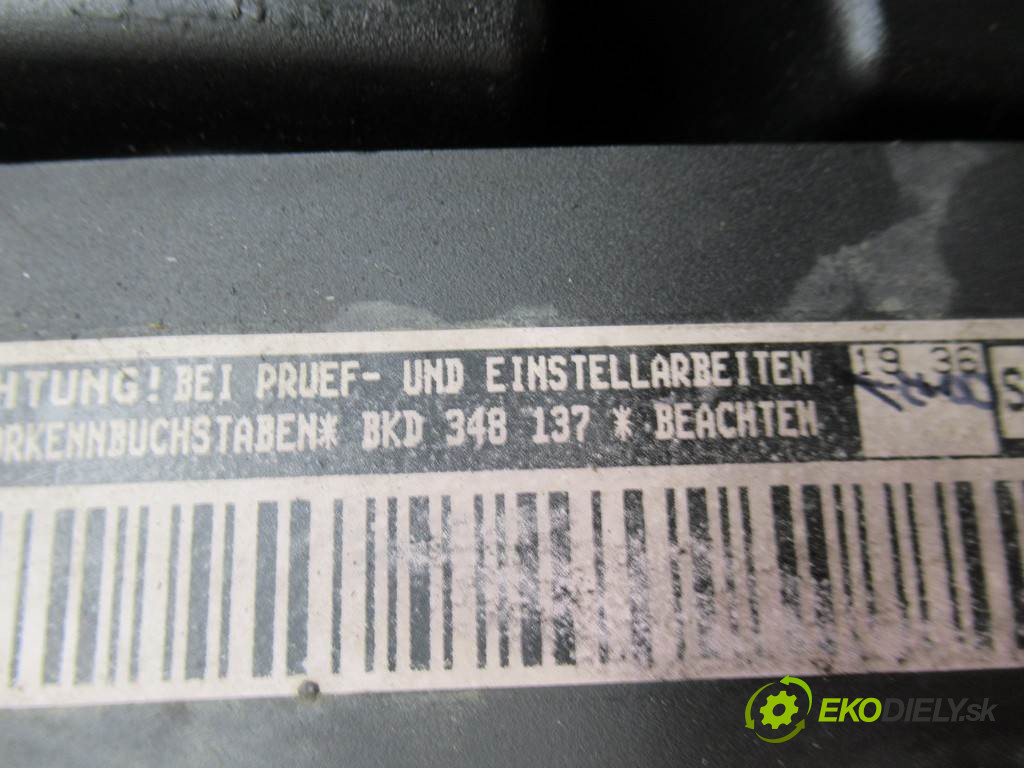 HTUNG! BEI PRUEF- UND EINSTELLARBEITEN
ORKENNBUCHSTABEN* BKD 348 137 * BEACHTEN
19 36
S
EKODIELY.sk